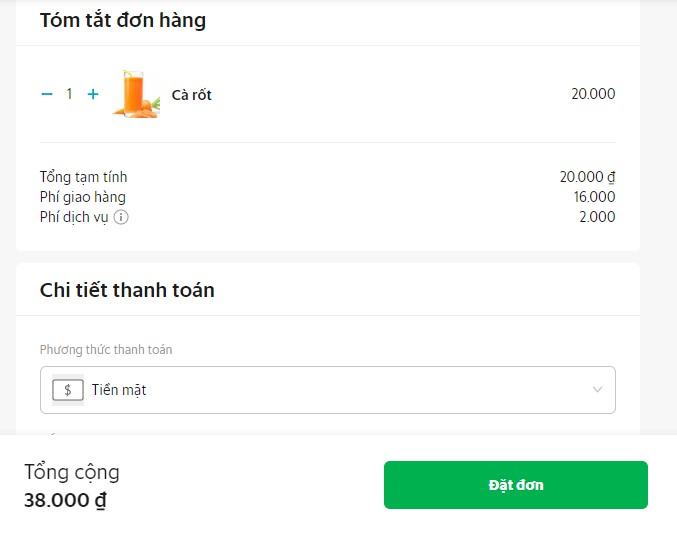 Tóm tắt đơn hàng
1 Cà rốt 20.000
Tổng tạm tính 20.000 ₫
Phí giao hàng 16.000
Phí dịch vụ 2.000
Chi tiết thanh toán
Phương thức thanh toán
$ Tiền mặt
Tổng cộng
38.000 ₫
Đặt đơn